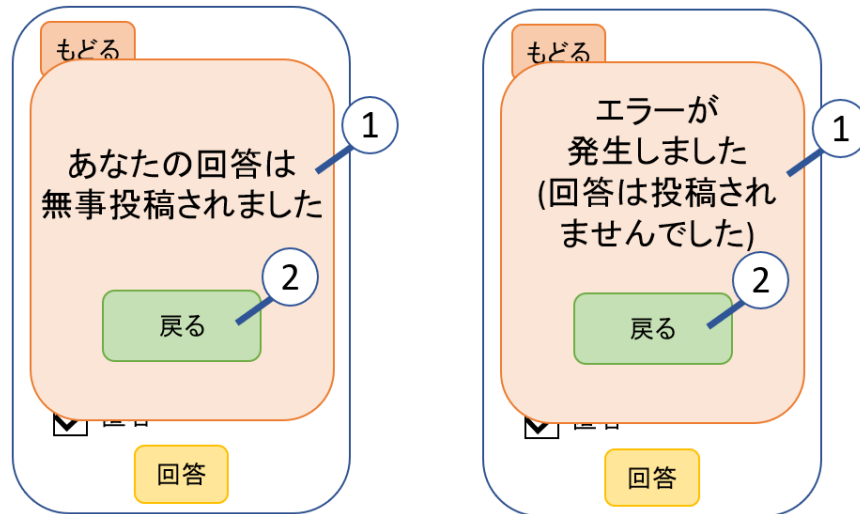 もどる
1
あなたの回答は
無事投稿されました
2
戻る
回答
もどる
1
エラーが
発生しました
(回答は投稿され
ませんでした)
2
戻る
回答